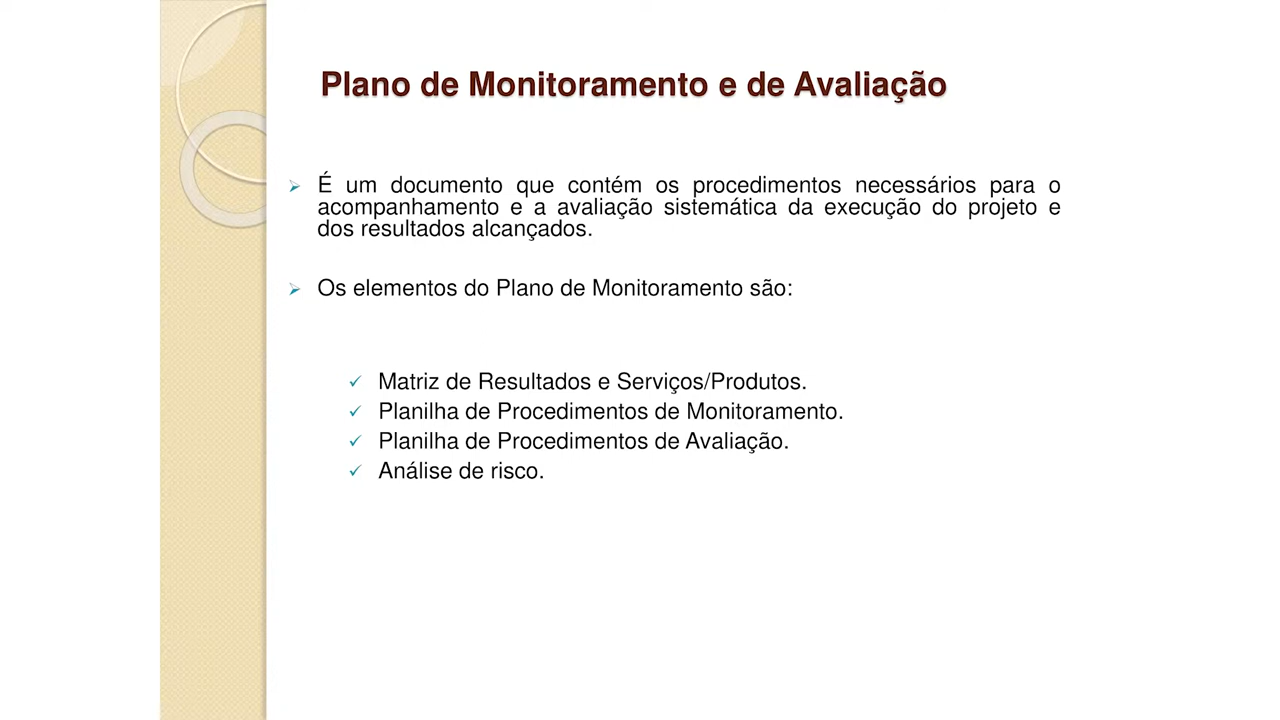 Plano de Monitoramento e de Avaliação
É um documento que contém os procedimentos necessários para o
acompanhamento e a avaliação sistemática da execução do projeto e
dos resultados alcançados.
Os elementos do Plano de Monitoramento são:
Matriz de Resultados e Serviços/Produtos.
Planilha de Procedimentos de Monitoramento.
Planilha de Procedimentos de Avaliação.
Análise de risco.